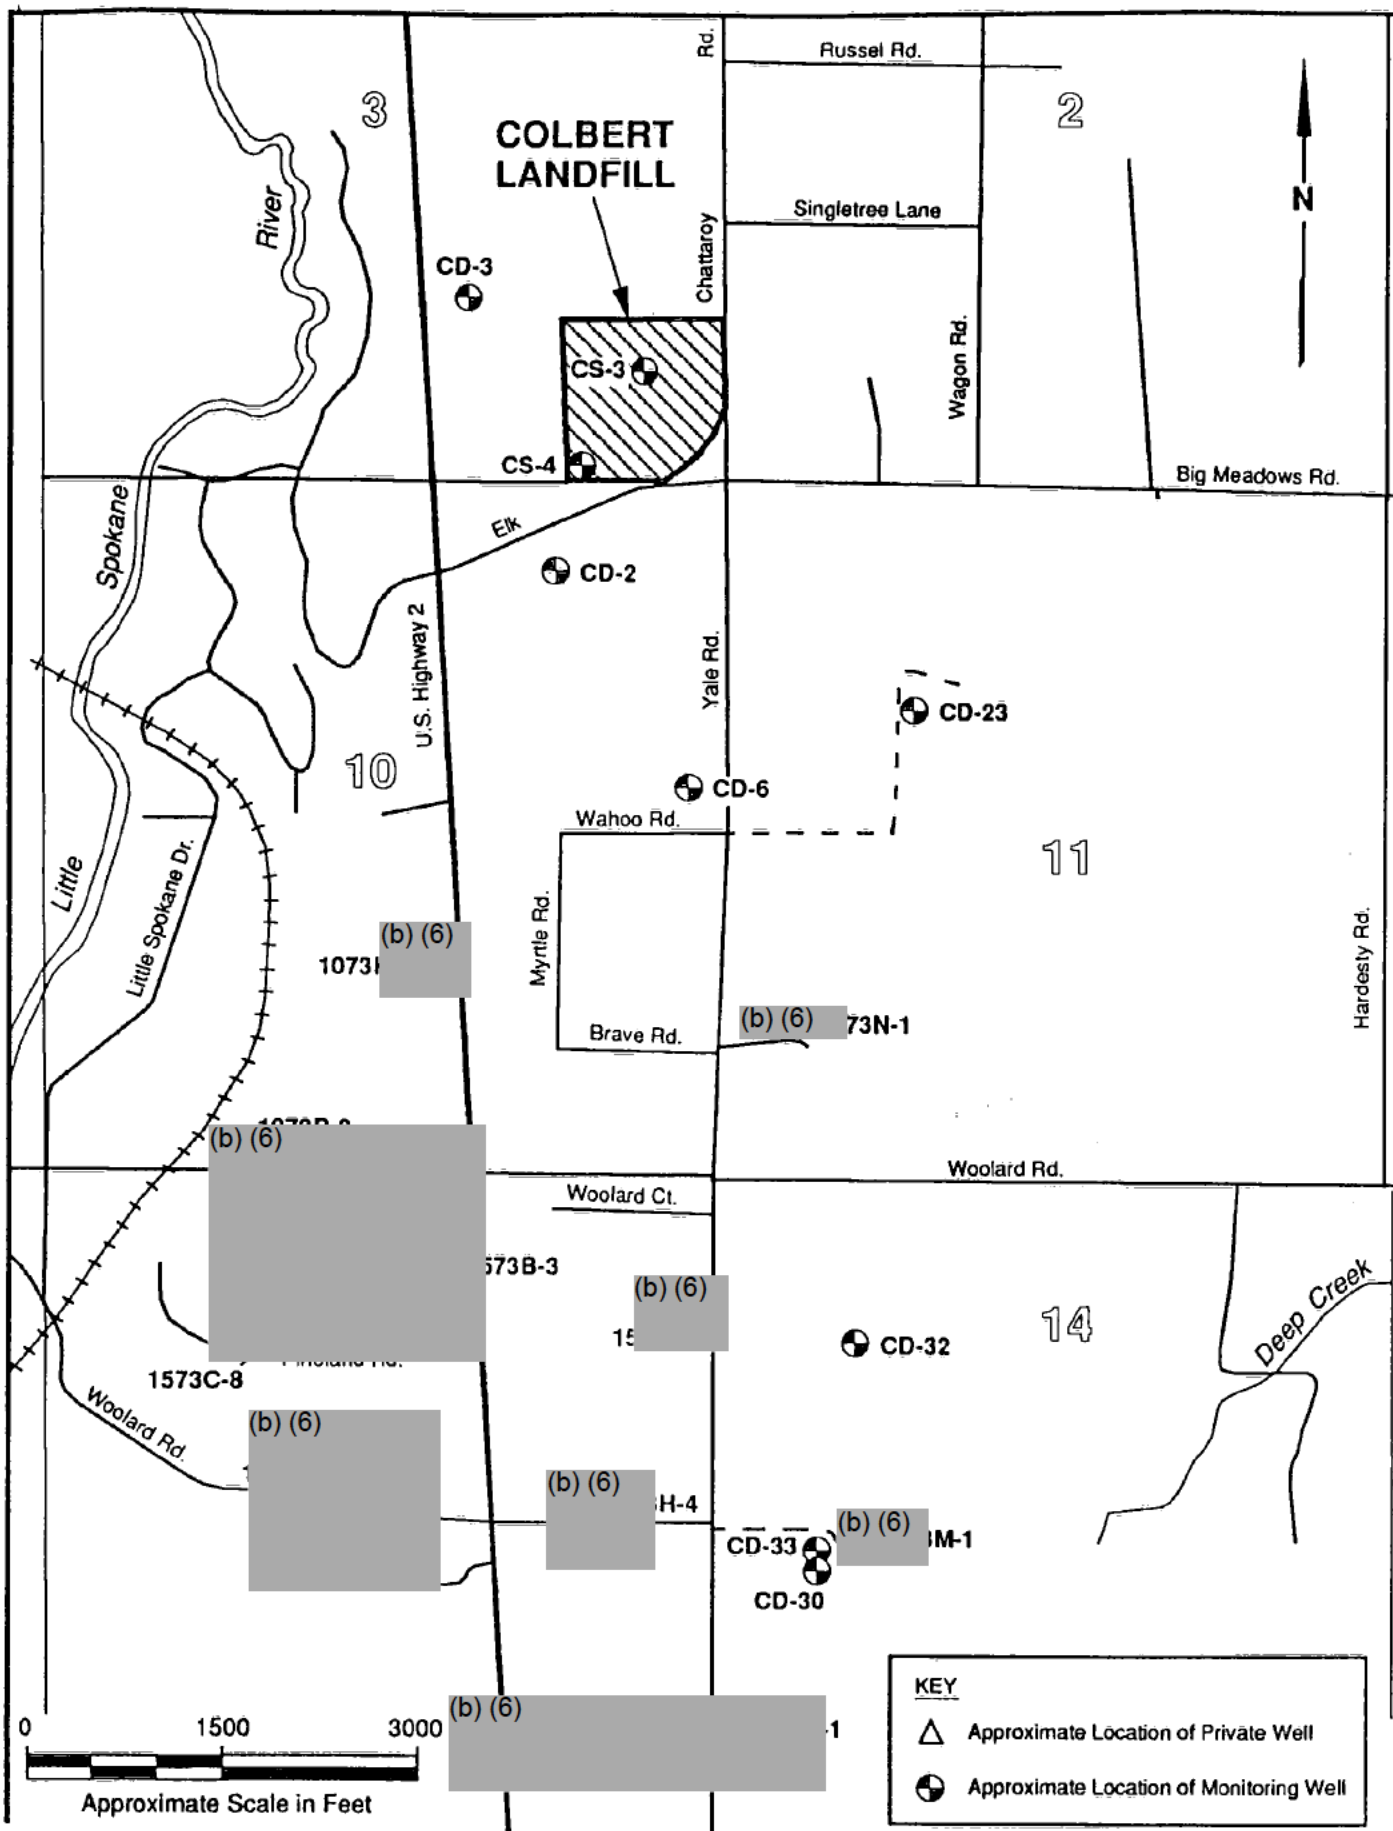 Rd.
Russel Rd.
3
2
COLBERT
LANDFILL
N
River
Singletree Lane
Chattaroy
CD-3
Wagon Rd.
CS-3
CS-4
Big Meadows Rd.
Spokane
Elk
CD-2
U.S. Highway 2
Yale Rd.
CD-23
10
CD-6
Wahoo Rd.
11
Little
Little Spokane Dr.
Myrtle Rd.
Hardesty Rd.
(b) (6)
1073
(b) (6)
73N-1
Brave Rd.
(b) (6)
Woolard Rd.
Woolard Ct.
573B-3
(b) (6)
15
14
Deep Creek
CD-32
1573C-8
Woolard Rd.
(b) (6)
(b) (6)
H-4
(b) (6)
M-1
CD-33
CD-30
KEY
Approximate Location of Private Well
Approximate Location of Monitoring Well
(b) (6)
-1
0 1500 3000
Approximate Scale in Feet